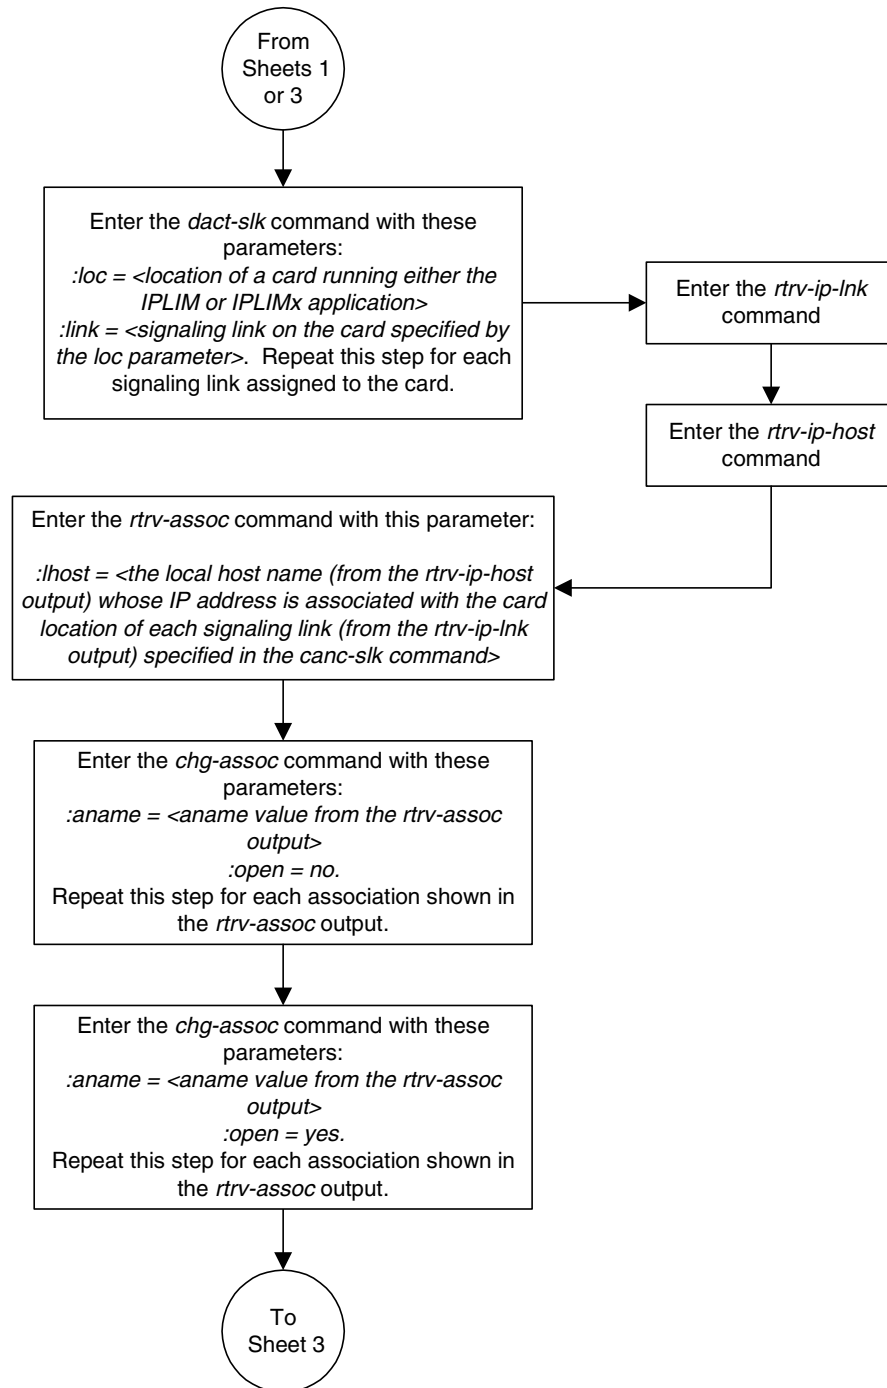 From
Sheets 1
or 3
Enter the dact-slk command with these
parameters:
:loc = <location of a card running either the
IPLIM or IPLIMx application>
:link = <signaling link on the card specified by
the loc parameter>.  Repeat this step for each
signaling link assigned to the card.
Enter the rtrv-ip-lnk
command
Enter the rtrv-ip-host
command
Enter the rtrv-assoc command with this parameter:
:lhost = <the local host name (from the rtrv-ip-host
output) whose IP address is associated with the card
location of each signaling link (from the rtrv-ip-lnk
output) specified in the canc-slk command>
Enter the chg-assoc command with these
parameters:
:aname = <aname value from the rtrv-assoc
output>
:open = no.
Repeat this step for each association shown in
the rtrv-assoc output.
Enter the chg-assoc command with these
parameters:
:aname = <aname value from the rtrv-assoc
output>
:open = yes.
Repeat this step for each association shown in
the rtrv-assoc output.
To
Sheet 3